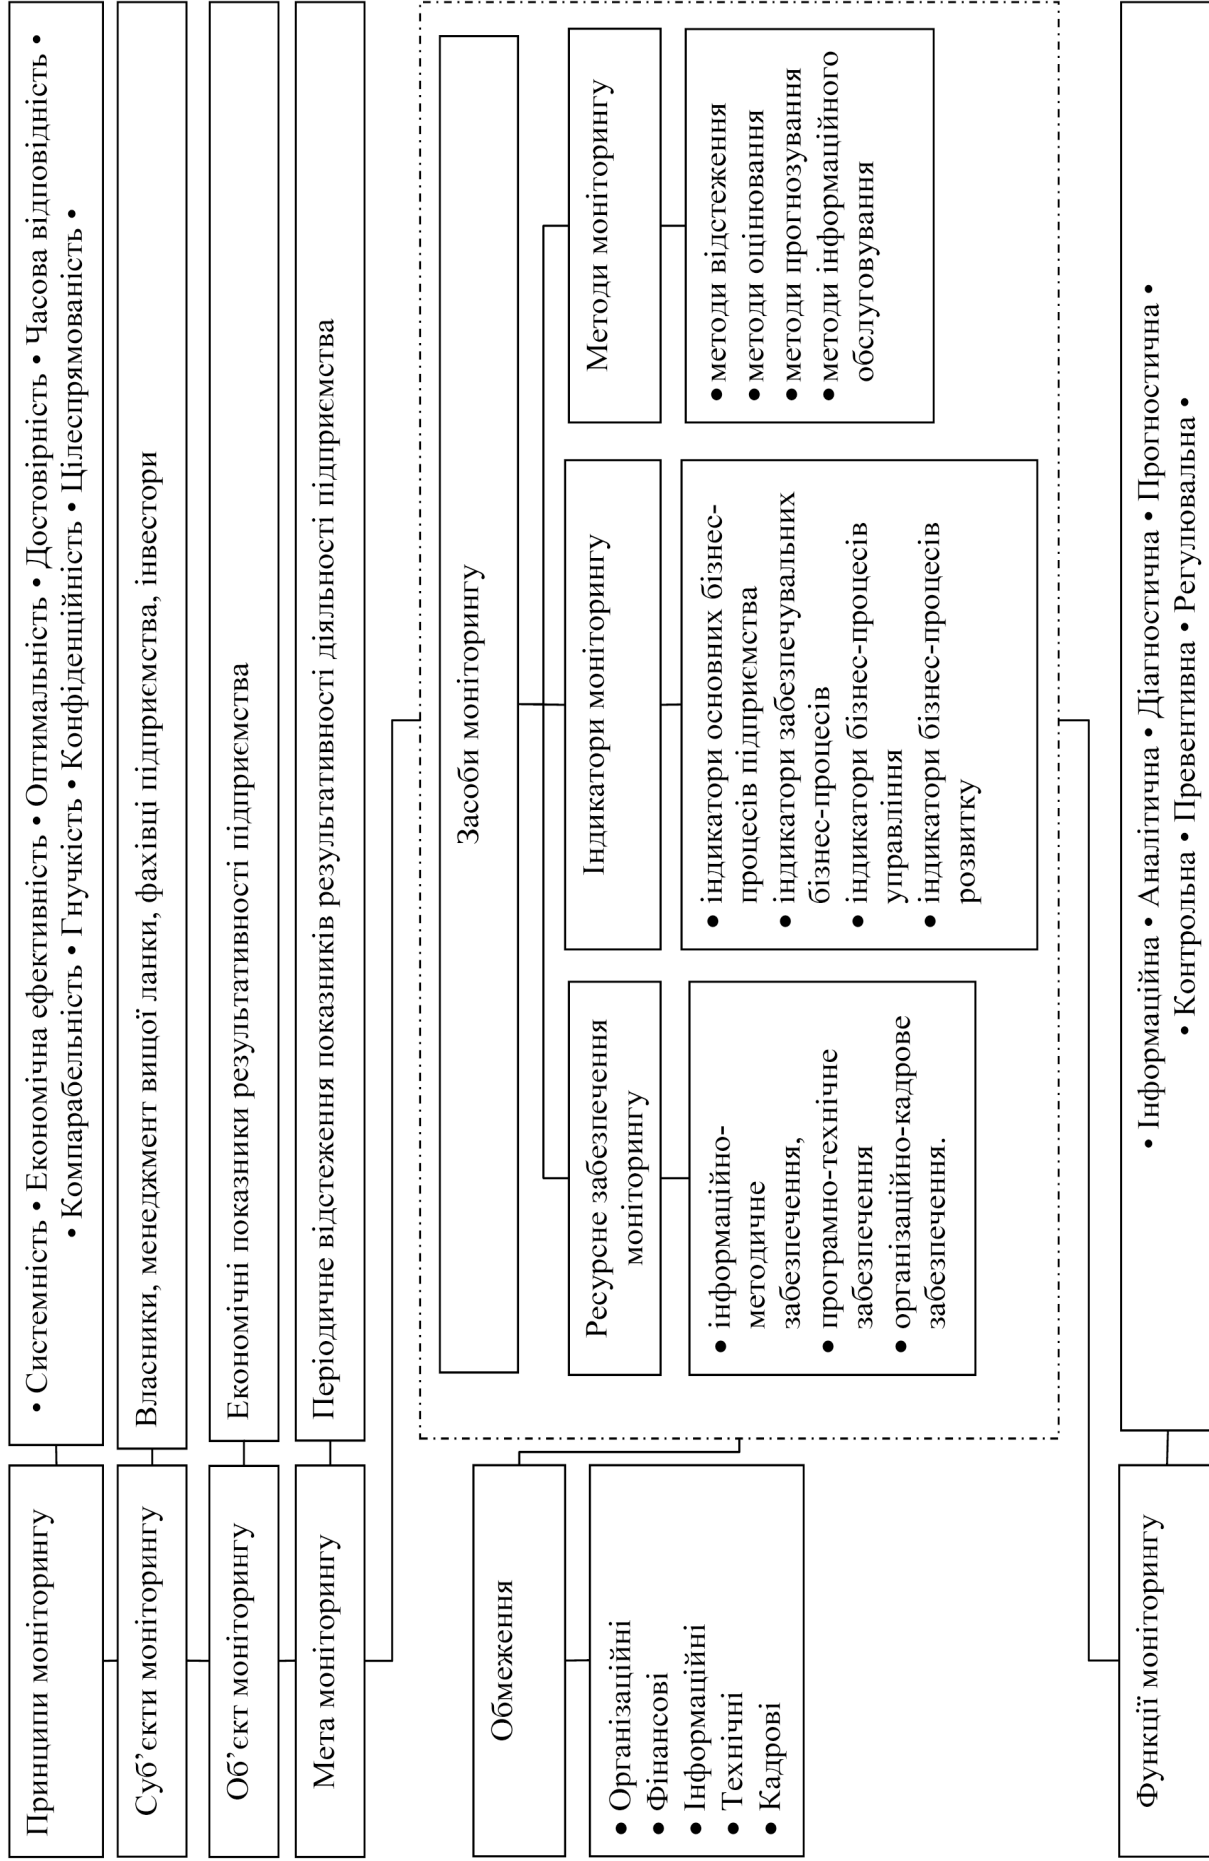 Принципи моніторингу
• Системність • Економічна ефективність • Оптимальність • Достовірність • Часова відповідність •
• Компарабельність • Гнучкість • Конфіденційність • Цілеспрямованість •
Суб’єкти моніторингу
Власники, менеджмент вищої ланки, фахівці підприємства, інвестори
Об’єкт моніторингу
Економічні показники результативності підприємства
Мета моніторингу
Періодичне відстеження показників результативності діяльності підприємства
Обмеження
• Організаційні
• Фінансові
• Інформаційні
• Технічні
• Кадрові
Засоби моніторингу
Ресурсне забезпечення
моніторингу
• інформаційно-
методичне
забезпечення,
• програмно-технічне
забезпечення
• організаційно-кадрове
забезпечення.
Індикатори моніторингу
• індикатори основних бізнес-
процесів підприємства
• індикатори забезпечувальних
бізнес-процесів
• індикатори бізнес-процесів
управління
• індикатори бізнес-процесів
розвитку
Методи моніторингу
• методи відстеження
• методи оцінювання
• методи прогнозування
• методи інформаційного
обслуговування
Функції моніторингу
• Інформаційна • Аналітична • Діагностична • Прогностична •
• Контрольна • Превентивна • Регулювальна •